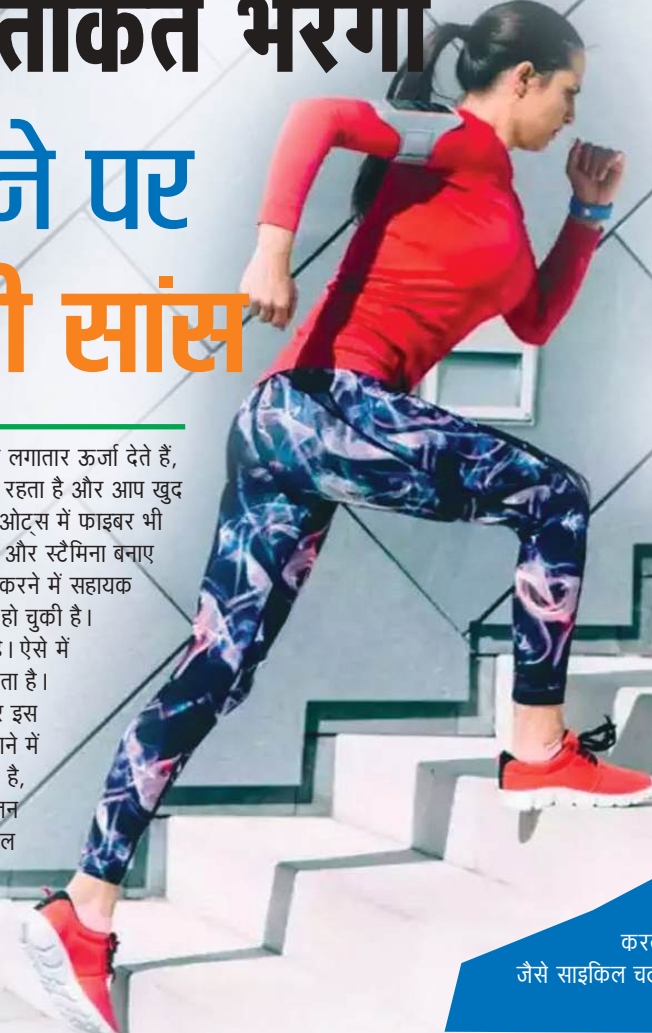 ताकत भरेगा
ने पर
सांस
लगातार ऊर्जा देते हैं,
रहता है और आप खुद
ओट्स में फाइबर भी
और स्टैमिना बनाए
करने में सहायक
हो चुकी है।
है। ऐसे में
ता है।
इस
ाने में
है,
जैसे साइकिल